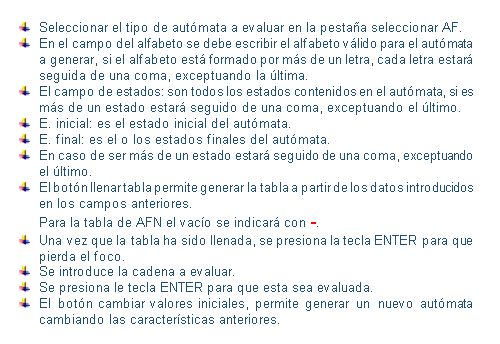 Seleccionar el tipo de autómata a evaluar en la pestaña seleccionar AF.
En el campo del alfabeto se debe escribir el alfabeto válido para el autómata
a generar, si el alfabeto está formado por más de un letra, cada letra estará
seguida de una coma, exceptuando la última.
El campo de estados: son todos los estados contenidos en el autómata, si es
más de un estado estará seguido de una coma, exceptuando el último.
E. inicial: es el estado inicial del autómata.
E. final: es el o los estados finales del autómata.
En caso de ser más de un estado estará seguido de una coma, exceptuando
el último.
El botón llenar tabla permite generar la tabla a partir de los datos introducidos
en los campos anteriores.
Para la tabla de AFN el vacío se indicará con -.
Una vez que la tabla ha sido llenada, se presiona la tecla ENTER para que
pierda el foco.
Se introduce la cadena a evaluar.
Se presiona le tecla ENTER para que esta sea evaluada.
El botón cambiar valores iniciales, permite generar un nuevo autómata
cambiando las características anteriores.